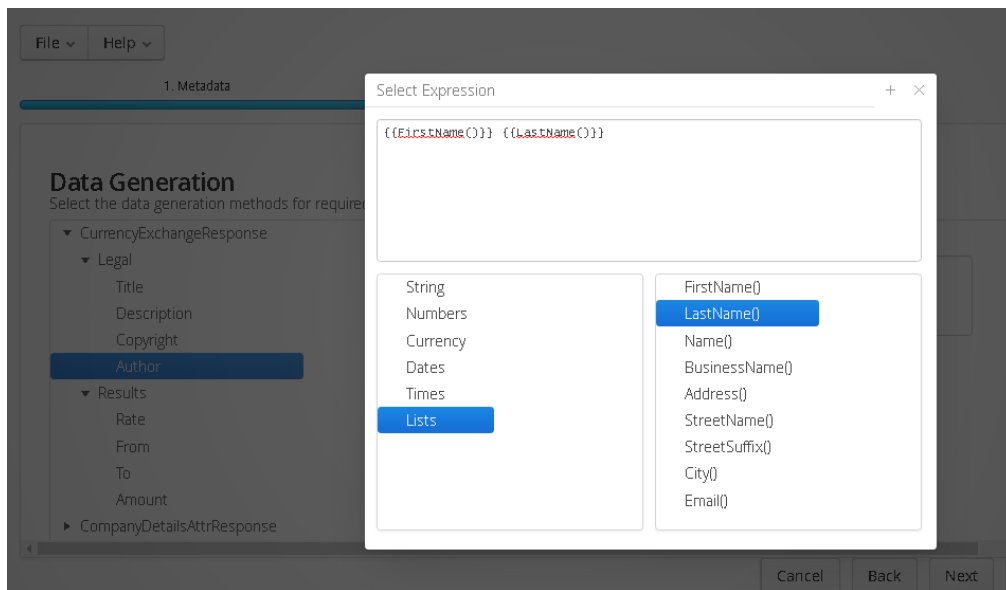 File Help
1. Metadata
Select Expression
{{FirstName()}} {{LastName()}}
Data Generation
Select the data generation methods for require
CurrencyExchangeResponse
Legal
Title
Description
Copyright
Author
Results
Rate
From
To
Amount
CompanyDetailsAttrResponse
String
Numbers
Currency
Dates
Times
Lists
FirstName()
LastName()
Name()
BusinessName()
Address()
StreetName()
StreetSuffix()
City()
Email()
Cancel Back Next